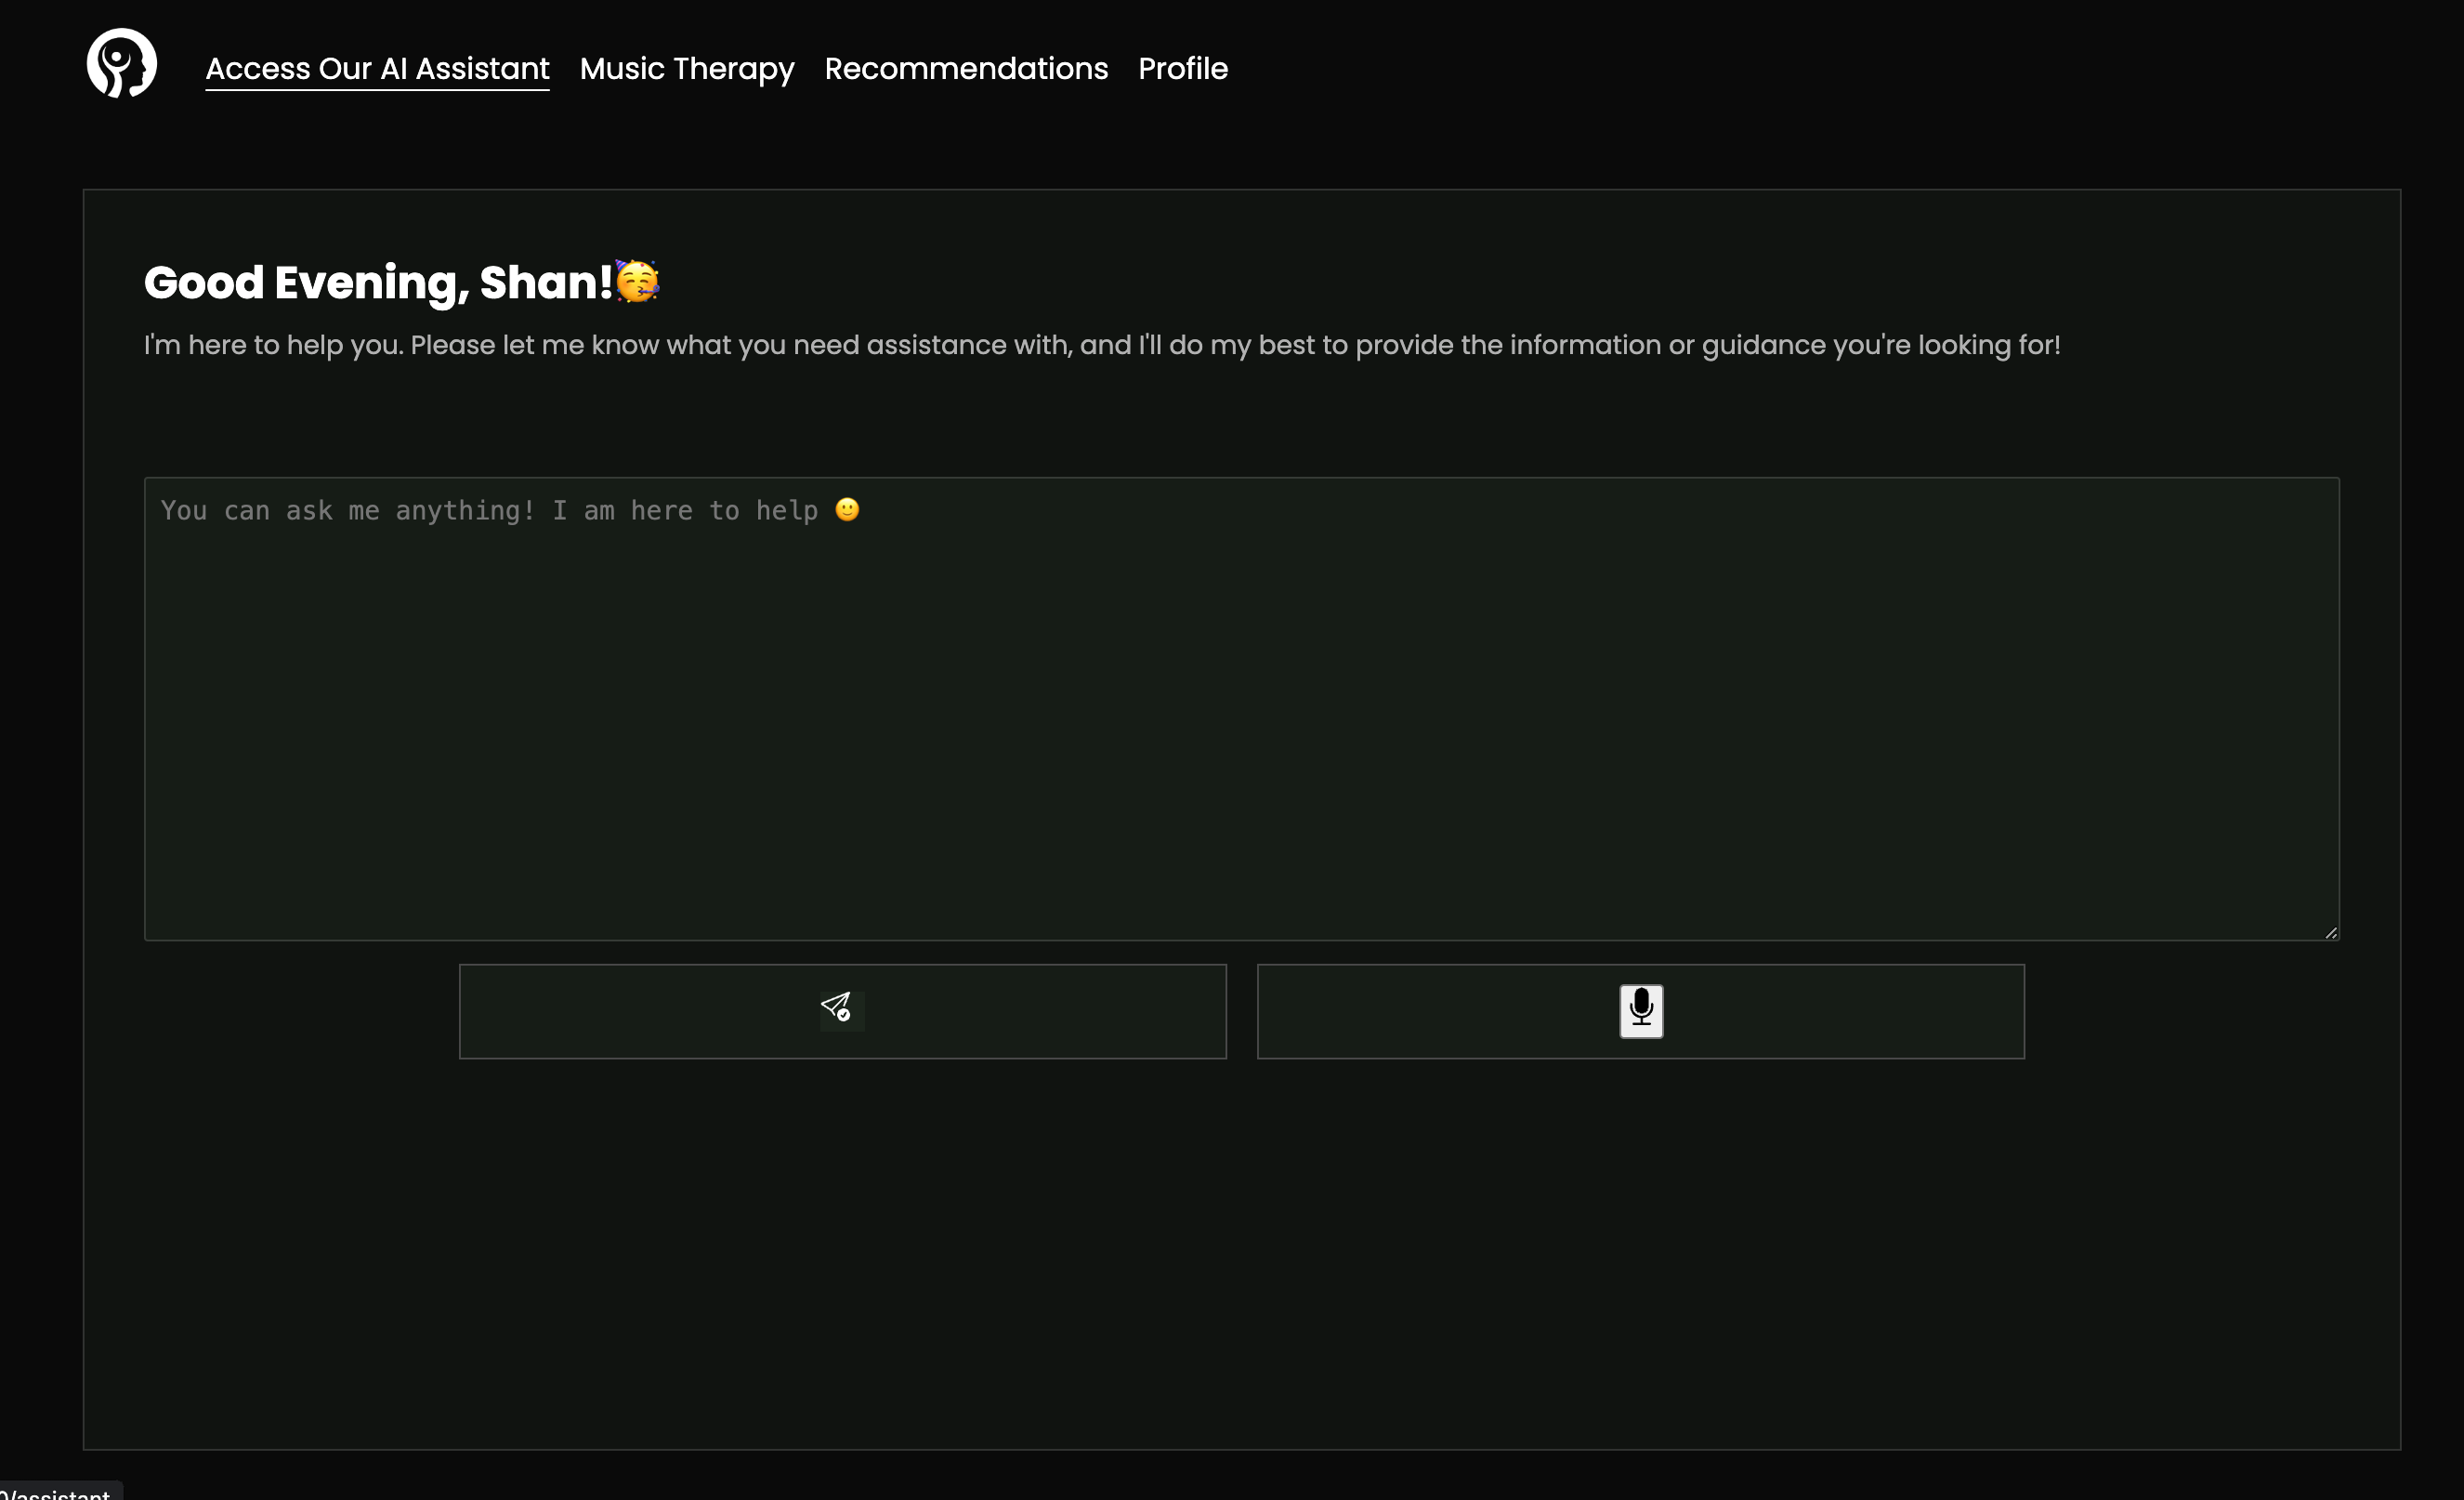 Access Our AI Assistant Music Therapy Recommendations Profile
Good Evening, Shan!🥳
I'm here to help you. Please let me know what you need assistance with, and I'll do my best to provide the information or guidance you're looking for!
You can ask me anything! I am here to help 🙂
0/assistant